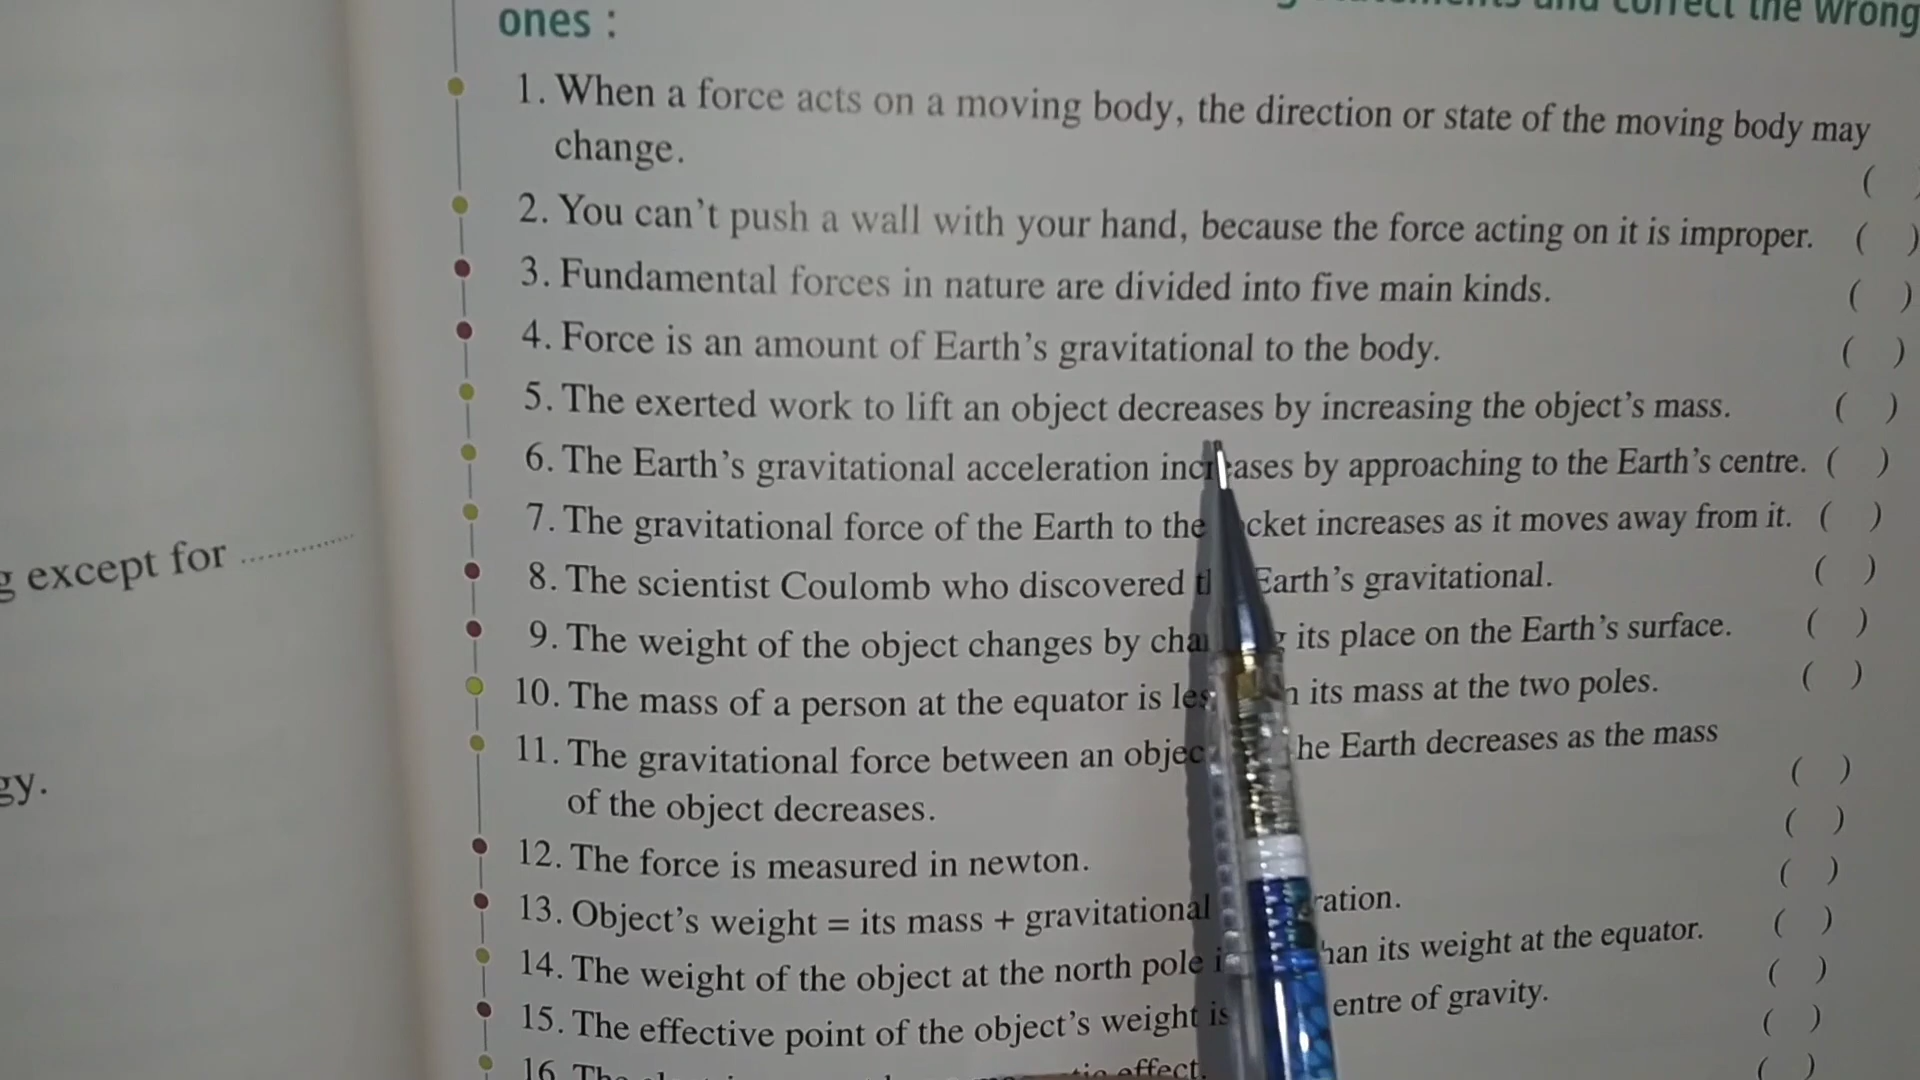 and correct the wrong
ones :
1. When a force acts on a moving body, the direction or state of the moving body may
change. (
2. You can't push a wall with your hand, because the force acting on it is improper. ( )
3. Fundamental forces in nature are divided into five main kinds. ( )
4. Force is an amount of Earth's gravitational to the body. ( )
5. The exerted work to lift an object decreases by increasing the object's mass. ( )
6. The Earth's gravitational acceleration increases by approaching to the Earth's centre. ( )
g except for ..............
7. The gravitational force of the Earth to the increases as it moves away from it. ( )
8. The scientist Coulomb who discovered Earth's gravitational. ( )
9. The weight of the object changes by its place on the Earth's surface. ( )
10. The mass of a person at the equator is its mass at the two poles. ( )
11. The gravitational force between an the Earth decreases as the mass
gy.
of the object decreases. ( )
12. The force is measured in newton. ( )
13. Object's weight = its mass + gravitational ( )
14. The weight of the object at the north pole its weight at the equator. ( )
15. The effective point of the object's weight is centre of gravity. ( )
16. effect. ( )